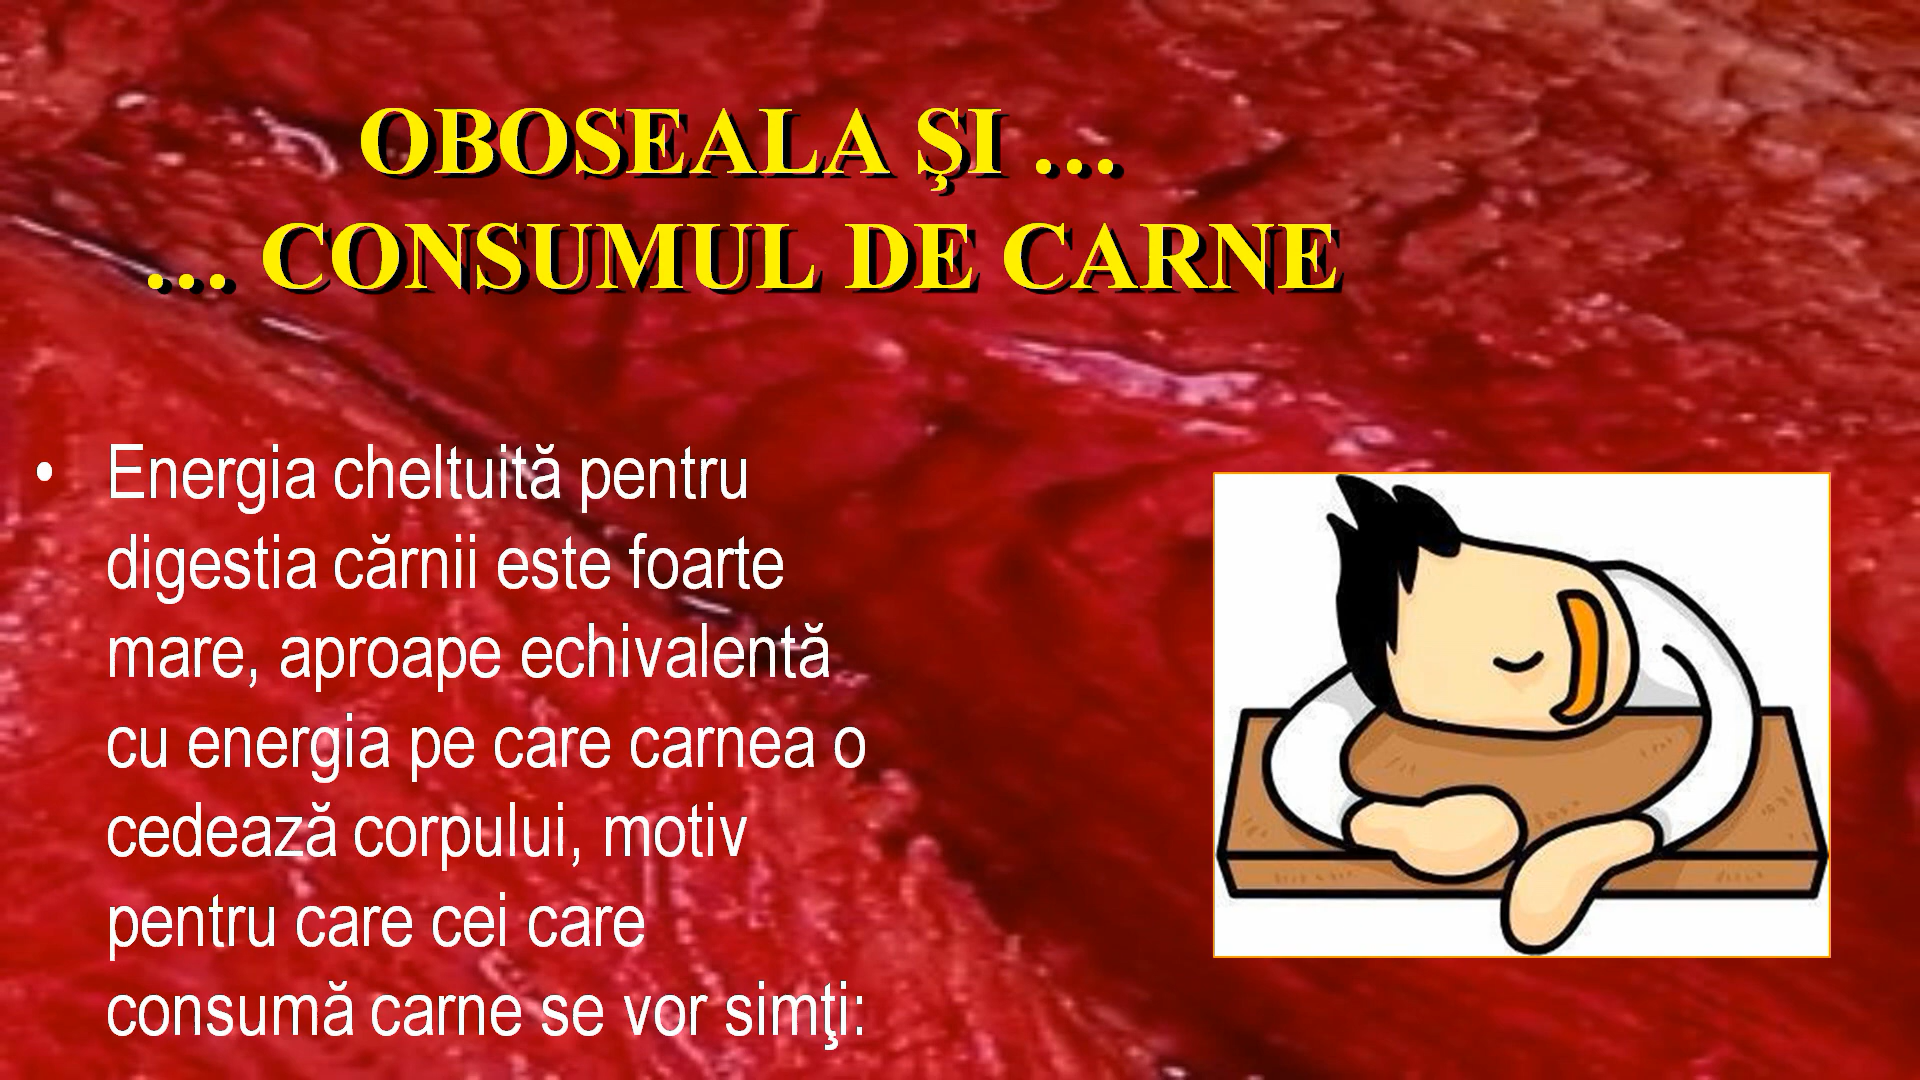 OBOSEALA ŞI …
… CONSUMUL DE CARNE
• Energia cheltuită pentru
digestia cărnii este foarte
mare, aproape echivalentă
cu energia pe care carnea o
cedează corpului, motiv
pentru care cei care
consumă carne se vor simţi: